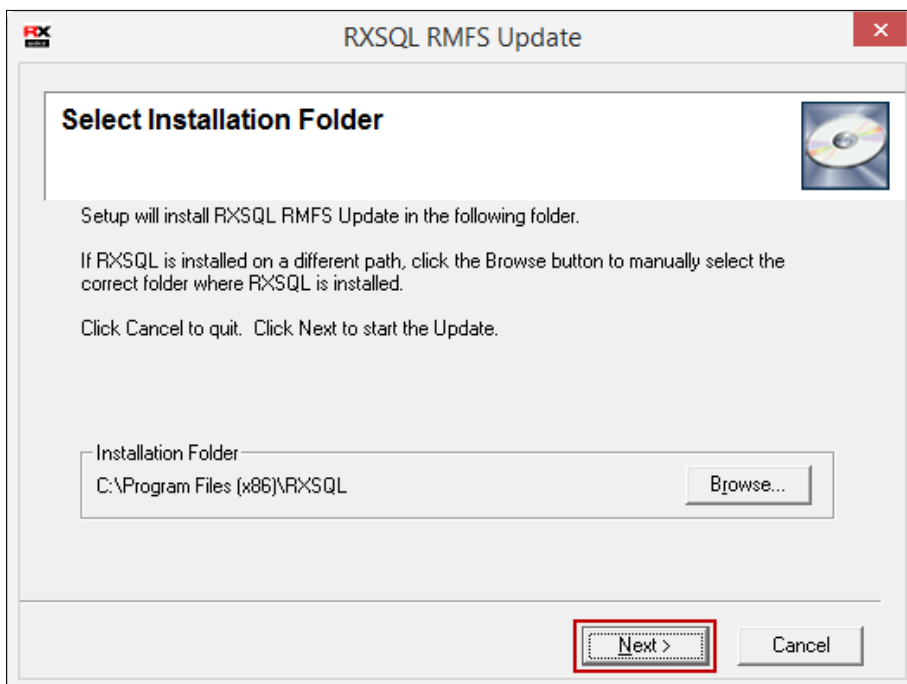 RX
RXSQL RMFS Update
Select Installation Folder
Setup will install RXSQL RMFS Update in the following folder.
If RXSQL is installed on a different path, click the Browse button to manually select the
correct folder where RXSQL is installed.
Click Cancel to quit.  Click Next to start the Update.
Installation Folder
C:\Program Files (x86)\RXSQL
Browse...
Next >
Cancel